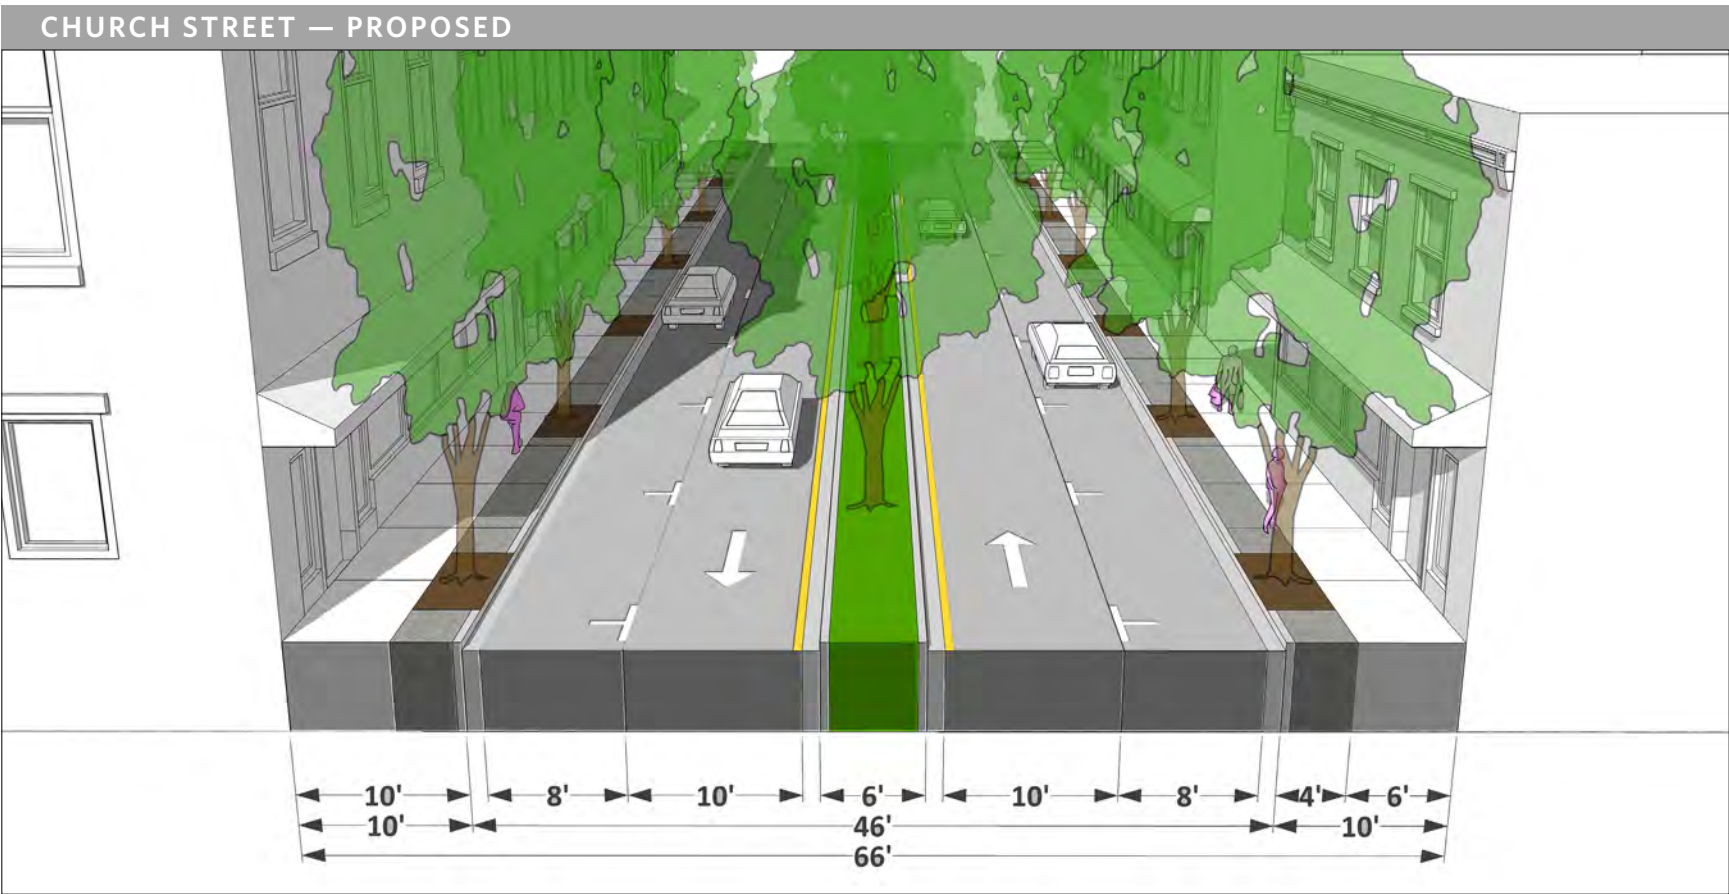 CHURCH STREET — PROPOSED
10' 8' 10' 6' 10' 8' 4' 6'
10' 46' 10'
66'